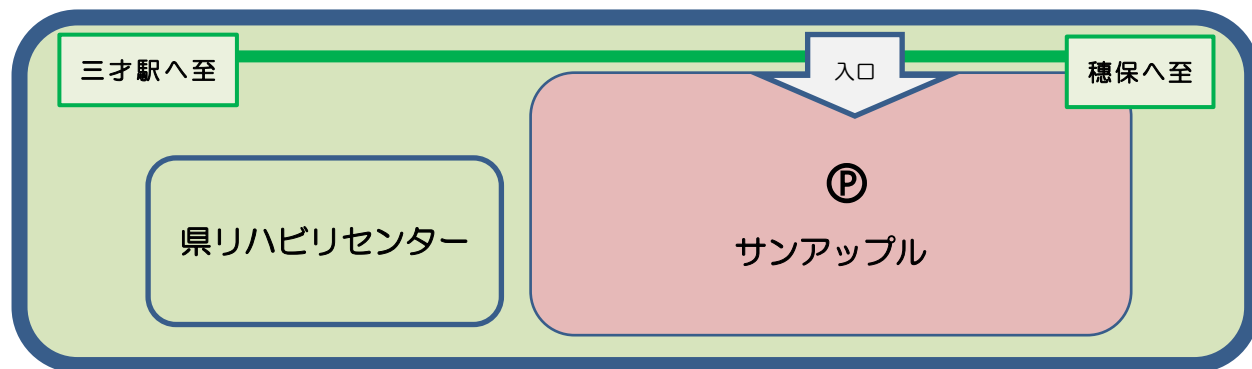 三才駅へ至
入口
穂保へ至
Ⓟ
県リハビリセンター
サンアップル